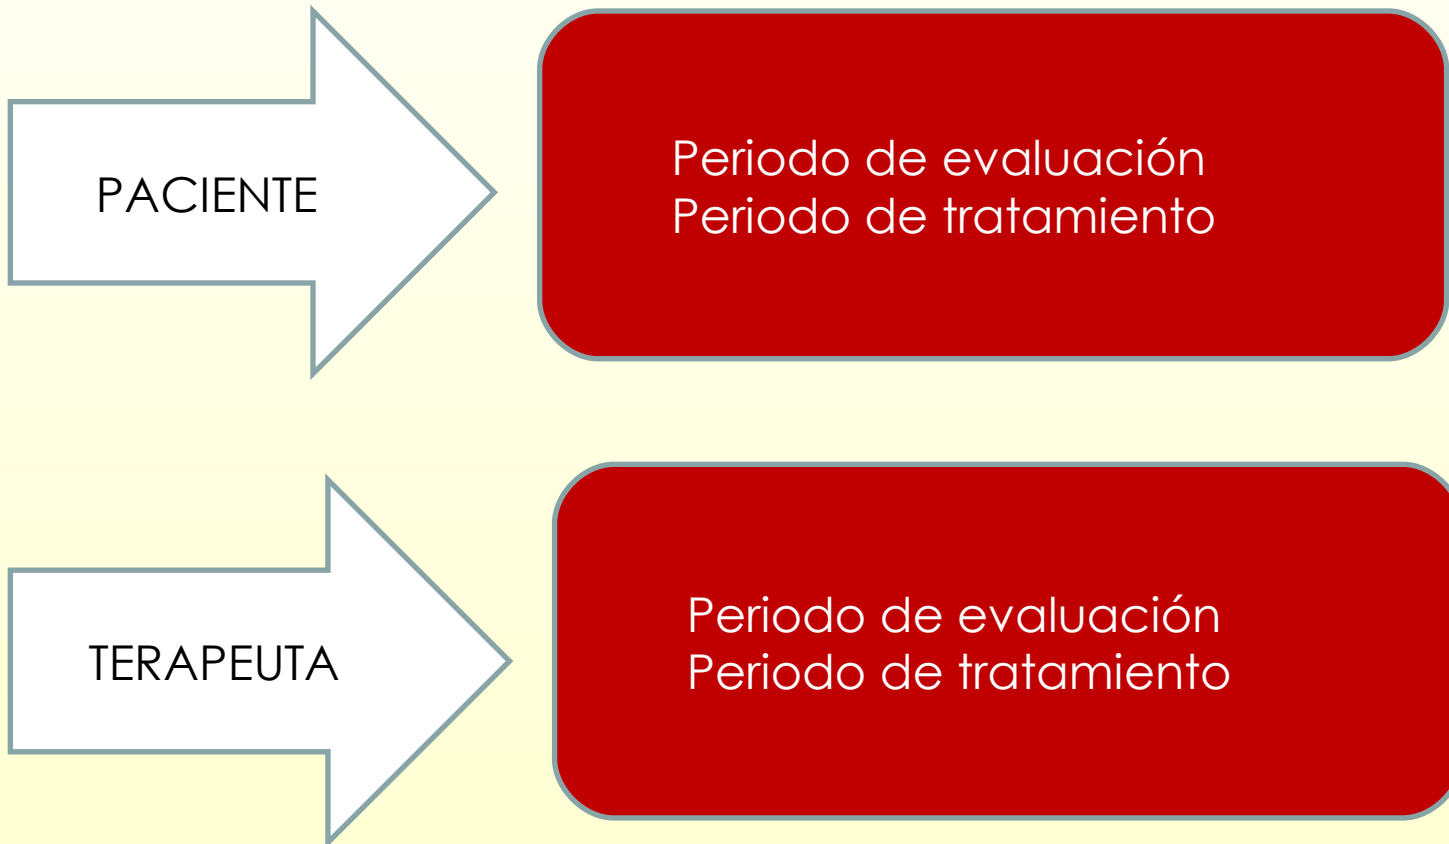 PACIENTE
Periodo de evaluación
Periodo de tratamiento
TERAPEUTA
Periodo de evaluación
Periodo de tratamiento